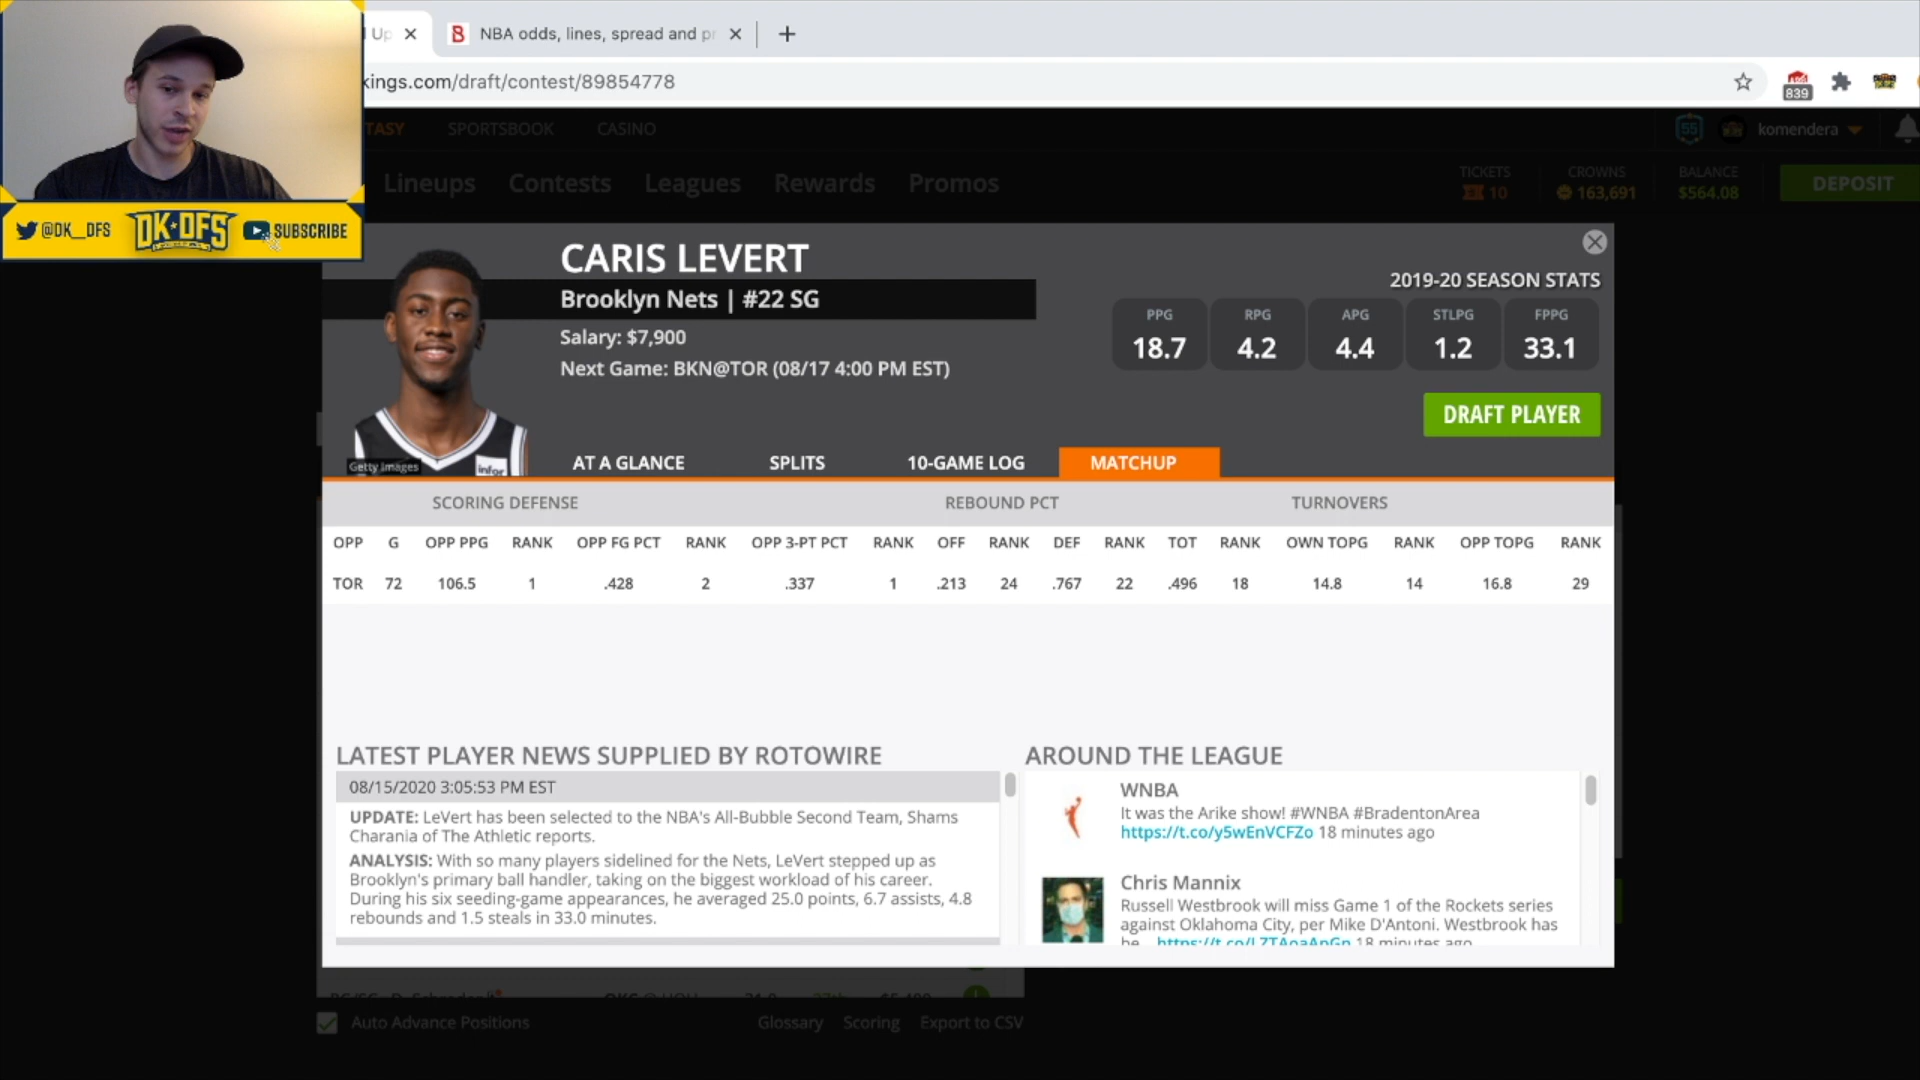 Up
NBA odds, lines, spread and pr
kings.com/draft/contest/89854778
839
TASY SPORTSBOOK CASINO
55
komendera
Lineups Contests Leagues Rewards Promos
TICKETS
10
CROWNS
163,691
BALANCE
$564.08
DEPOSIT
@DK__DFS
DK DFS
SUBSCRIBE
CARIS LEVERT
Brooklyn Nets | #22 SG
Salary: $7,900
Next Game: BKN@TOR (08/17 4:00 PM EST)
2019-20 SEASON STATS
PPG RPG APG STLPG FPPG
18.7 4.2 4.4 1.2 33.1
DRAFT PLAYER
Getty Images
infor
AT A GLANCE SPLITS 10-GAME LOG MATCHUP
SCORING DEFENSE REBOUND PCT TURNOVERS
OPP G OPP PPG RANK OPP FG PCT RANK OPP 3-PT PCT RANK OFF RANK DEF RANK TOT RANK OWN TOPG RANK OPP TOPG RANK
TOR 72 106.5 1 .428 2 .337 1 .213 24 .767 22 .496 18 14.8 14 16.8 29
LATEST PLAYER NEWS SUPPLIED BY ROTOWIRE
08/15/2020 3:05:53 PM EST
UPDATE: LeVert has been selected to the NBA's All-Bubble Second Team, Shams
Charania of The Athletic reports.
ANALYSIS: With so many players sidelined for the Nets, LeVert stepped up as
Brooklyn's primary ball handler, taking on the biggest workload of his career.
During his six seeding-game appearances, he averaged 25.0 points, 6.7 assists, 4.8
rebounds and 1.5 steals in 33.0 minutes.
AROUND THE LEAGUE
WNBA
It was the Arike show! #WNBA #BradentonArea
https://t.co/y5wEnVCFZo 18 minutes ago
Chris Mannix
Russell Westbrook will miss Game 1 of the Rockets series
against Oklahoma City, per Mike D'Antoni. Westbrook has
18 minutes ago
Auto Advance Positions
Glossary Scoring Export to CSV